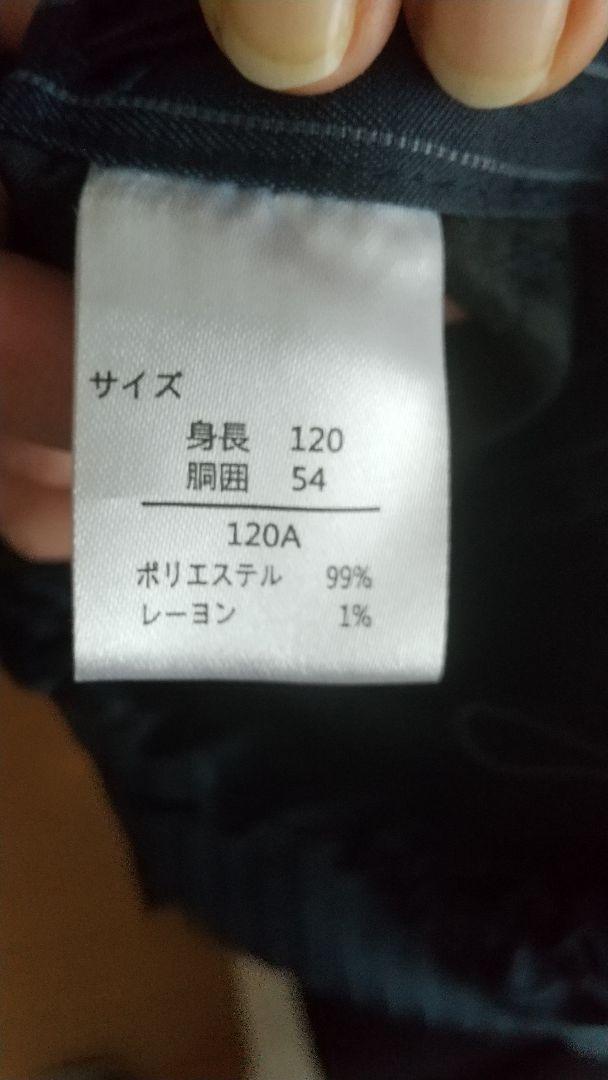 サイズ
身長 120
胴囲 54
120A
ポリエステル 99%
レーヨン 1%